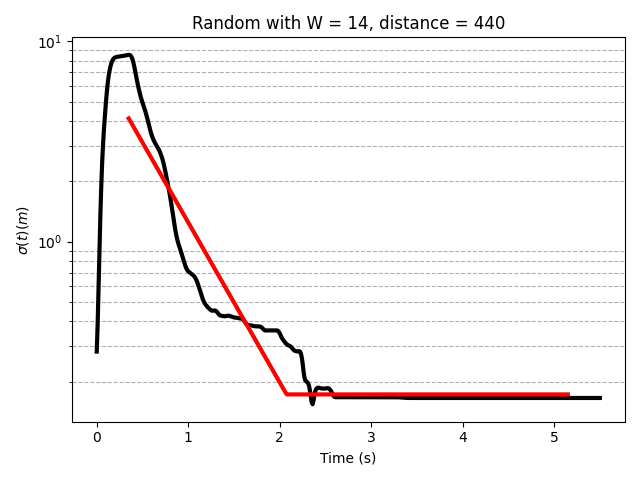 Random with W = 14, distance = 440
10¹
10⁰
σ(t)(m)
0 1 2 3 4 5
Time (s)